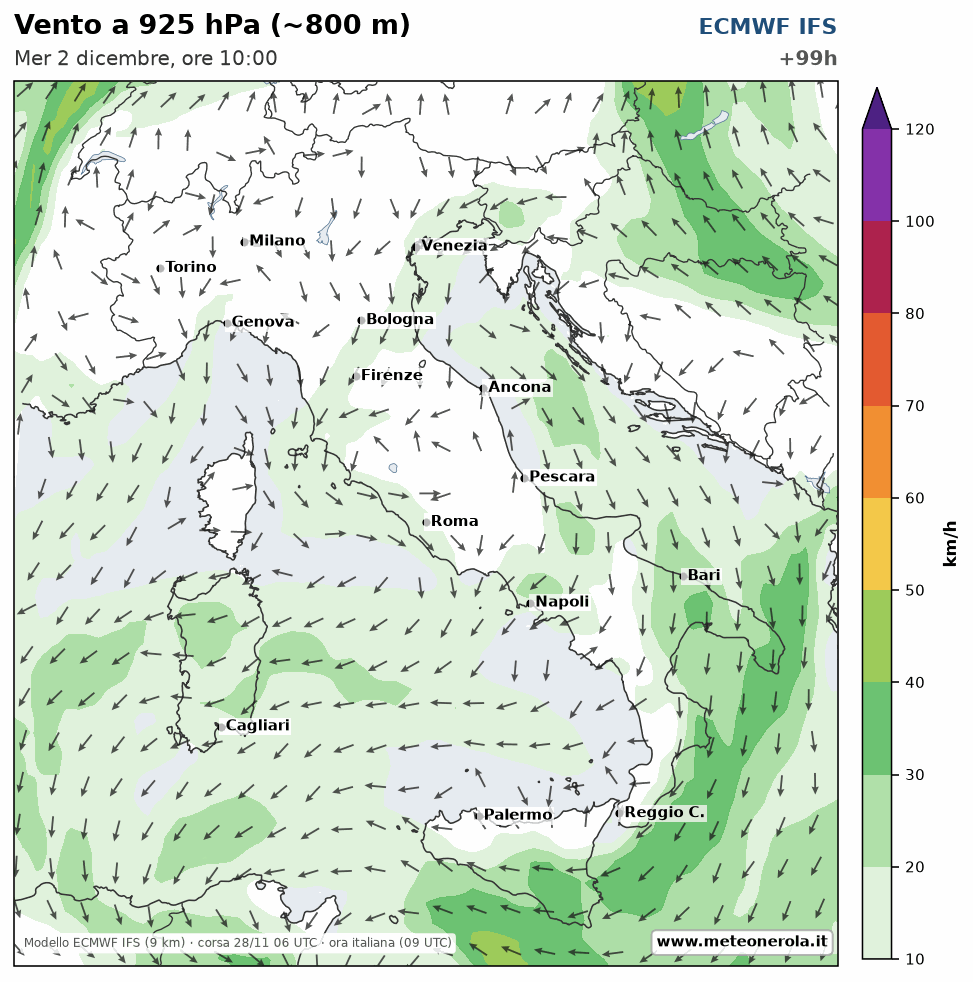 Vento a 925 hPa (~800 m)
ECMWF IFS
Mer 2 dicembre, ore 10:00
+99h
Milano
Venezia
Torino
Genova
Bologna
Firenze
Ancona
Pescara
Roma
Bari
Napoli
Cagliari
Palermo
Reggio C.
120
100
80
70
60
50
40
30
20
10
km/h
Modello ECMWF IFS (9 km) · corsa 28/11 06 UTC · ora italiana (09 UTC)
www.meteonerola.it